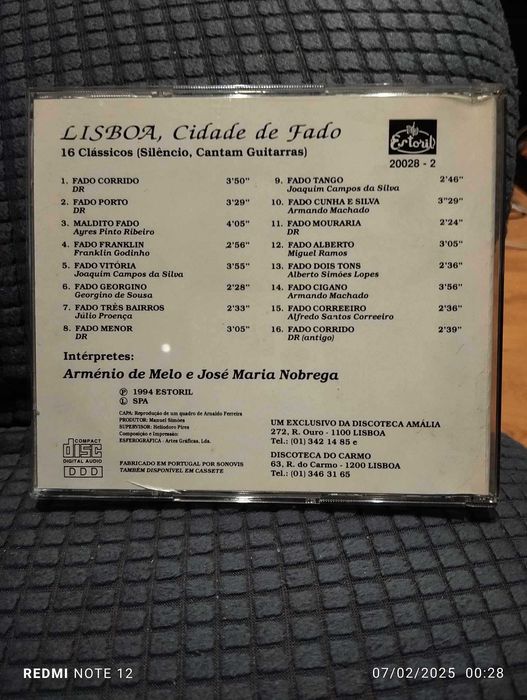 LISBOA, Cidade de Fado
16 Clássicos (Silêncio, Cantam Guitarras)
Estoril
20028 - 2
1. FADO CORRIDO 3'50"
DR
2. FADO PORTO 3'29"
DR
3. MALDITO FADO 4'05"
Ayres Pinto Ribeiro
4. FADO FRANKLIN 2'56"
Franklin Godinho
5. FADO VITÓRIA 3'55"
Joaquim Campos da Silva
6. FADO GEORGINO 2'28"
Georgino de Sousa
7. FADO TRÊS BAIRROS 2'33"
Júlio Proença
8. FADO MENOR 3'05"
DR
9. FADO TANGO 2'46"
Joaquim Campos da Silva
10. FADO CUNHA E SILVA 3"29"
Armando Machado
11. FADO MOURARIA 2'24"
DR
12. FADO ALBERTO 3'05"
Miguel Ramos
13. FADO DOIS TONS 2'36"
Alberto Simões Lopes
14. FADO CIGANO 3'56"
Armando Machado
15. FADO CORREEIRO 2'36"
Alfredo Santos Correeiro
16. FADO CORRIDO 2'39"
DR (antigo)
Intérpretes:
Arménio de Melo e José Maria Nobrega
Ⓟ 1994 ESTORIL
Ⓛ SPA
CAPA: Reprodução de um quadro de Arnaldo Ferreira
PRODUTOR: Manuel Simões
SUPERVISOR: Heliodoro Pires
Composição e Impressão:
ESFEROGRAFICA - Artes Gráficas, Lda.
COMPACT
disc
DIGITAL AUDIO
DDD
FABRICADO EM PORTUGAL POR SONOVIS
TAMBÉM DISPONIVEL EM CASSETE
UM EXCLUSIVO DA DISCOTECA AMÁLIA
272, R. Ouro - 1100 LISBOA
Tel.: (01) 342 14 85 e
DISCOTECA DO CARMO
63, R. do Carmo - 1200 LISBOA
Tel.: (01) 346 31 65
REDMI NOTE 12
07/02/2025 00:28